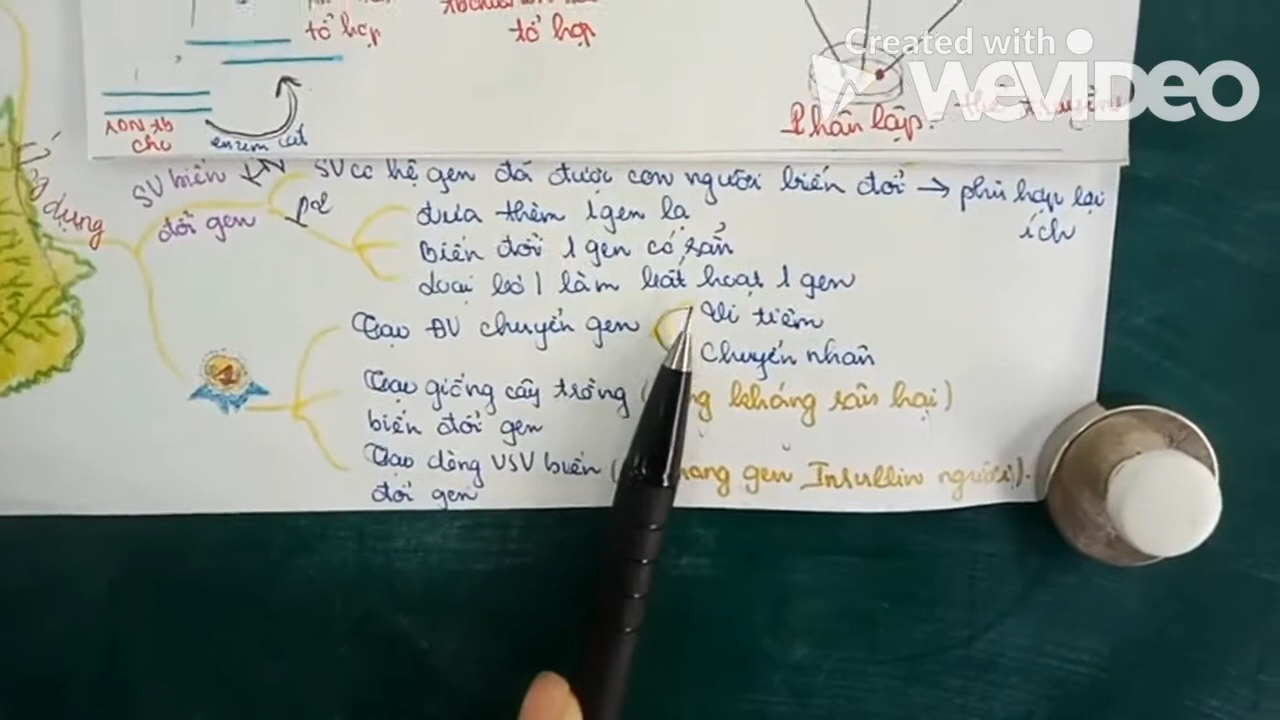 tổ hợp
tổ hợp
Created with
WEVIDEO
ADN tb
cho
enzim cắt
Phân lập.
dụng
SV biến
đổi gen
KN
SV có hệ gen đã được con người biến đổi → phù hợp lợi
ích
pl
đưa thêm 1 gen lạ
Biến đổi 1 gen có sẵn
loại bỏ / làm bất hoạt 1 gen
Tạo ĐV chuyển gen
Vi tiêm
Chuyển nhân
Tạo giống cây trồng
kháng sâu hại)
biến đổi gen
Tạo dòng VSV biến
mang gen Insullin người).
đổi gen